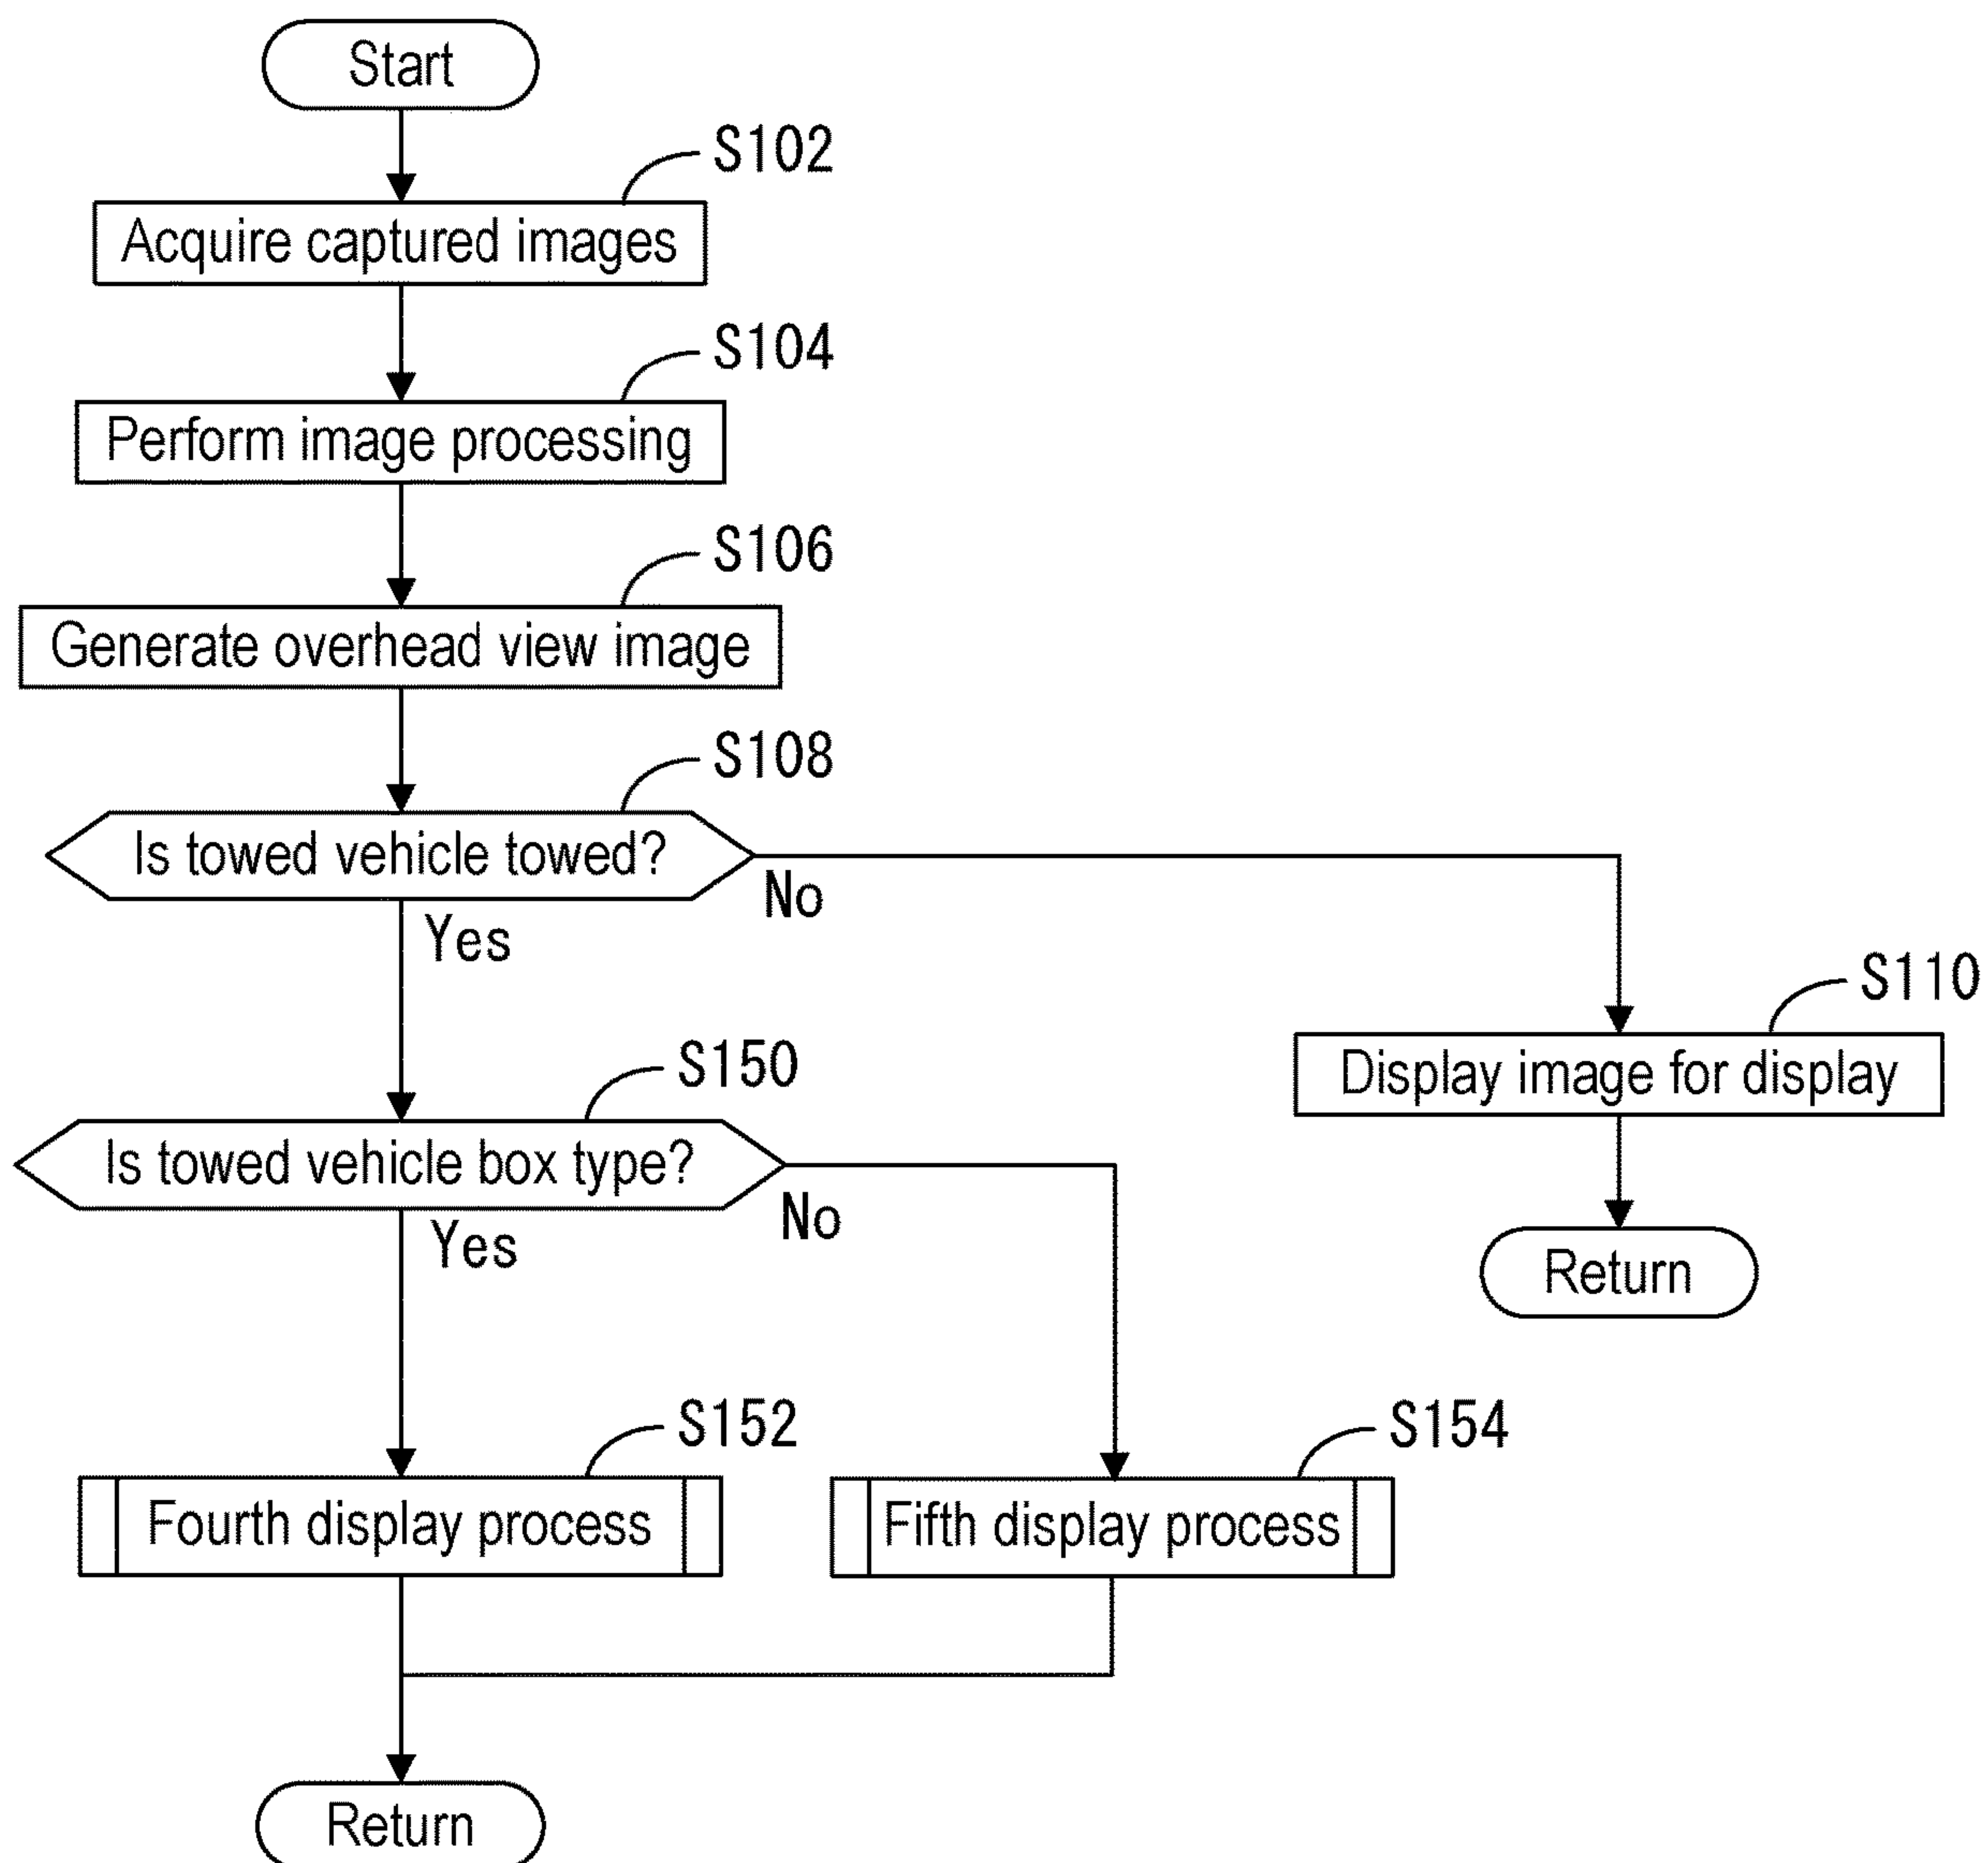 Start
S102
Acquire captured images
S104
Perform image processing
S106
Generate overhead view image
S108
Is towed vehicle towed?
No
Yes
S110
Display image for display
S150
Is towed vehicle box type?
No
Yes
Return
S152
S154
Fourth display process
Fifth display process
Return